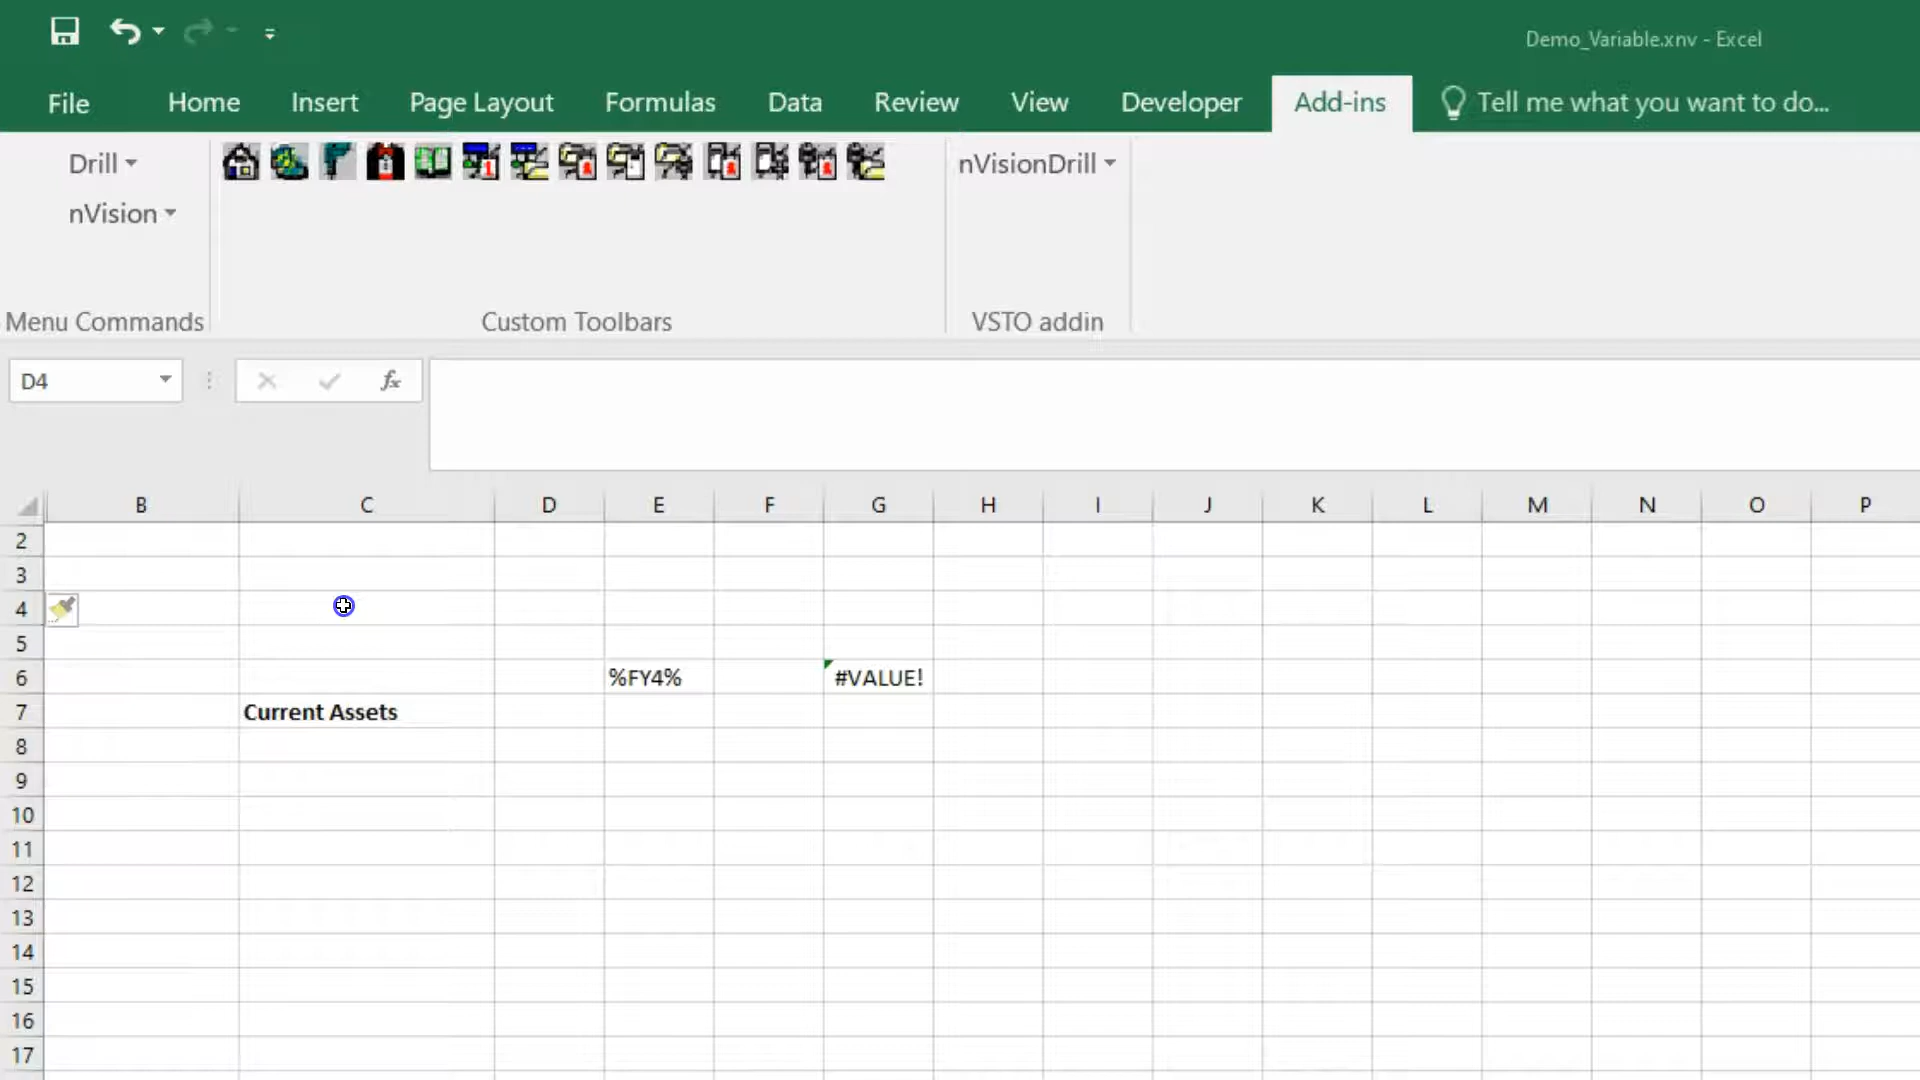 Demo_Variable.xnv - Excel
File Home Insert Page Layout Formulas Data Review View Developer Add-ins Tell me what you want to do...
Drill nVisionDrill
nVision
Menu Commands Custom Toolbars VSTO addin
D4 fx
B C D E F G H I J K L M N O P
2
3
4
5
6 %FY4% #VALUE!
7 Current Assets
8
9
10
11
12
13
14
15
16
17